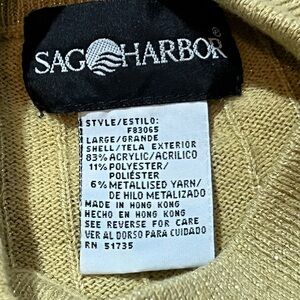 SAG HARBOR®
STYLE/ESTILO:
F83065
LARGE/GRANDE
SHELL/TELA EXTERIOR
83% ACRYLIC/ACRILICO
11% POLYESTER/
POLIÉSTER
6% METALLISED YARN/
DE HILO METALIZADO
MADE IN HONG KONG
HECHO EN HONG KONG
SEE REVERSE FOR CARE
VER AL DORSO PARA CUIDADO
RN 51735